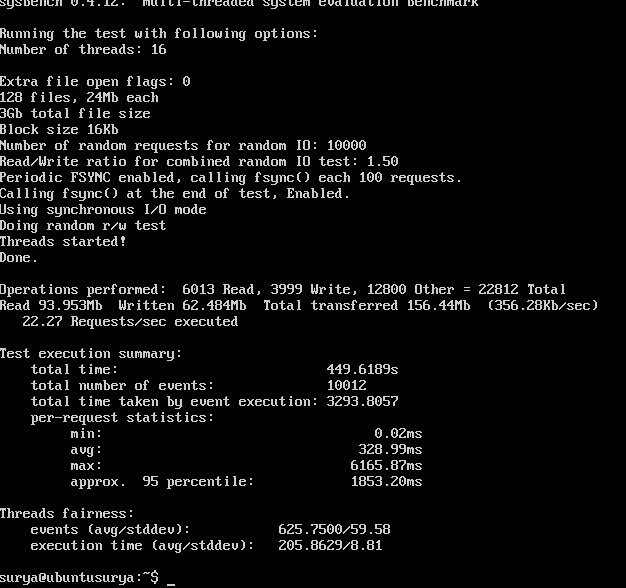 sysbench 0.4.12: multi-threaded system evaluation benchmark
Running the test with following options:
Number of threads: 16
Extra file open flags: 0
128 files, 24Mb each
3Gb total file size
Block size 16Kb
Number of random requests for random IO: 10000
Read/Write ratio for combined random IO test: 1.50
Periodic FSYNC enabled, calling fsync() each 100 requests.
Calling fsync() at the end of test, Enabled.
Using synchronous I/O mode
Doing random r/w test
Threads started!
Done.
Operations performed: 6013 Read, 3999 Write, 12800 Other = 22812 Total
Read 93.953Mb Written 62.484Mb Total transferred 156.44Mb (356.28Kb/sec)
22.27 Requests/sec executed
Test execution summary:
total time: 449.6189s
total number of events: 10012
total time taken by event execution: 3293.8057
per-request statistics:
min: 0.02ms
avg: 328.99ms
max: 6165.87ms
approx. 95 percentile: 1853.20ms
Threads fairness:
events (avg/stddev): 625.7500/59.58
execution time (avg/stddev): 205.8629/8.81
surya@ubuntusurya:~$ _